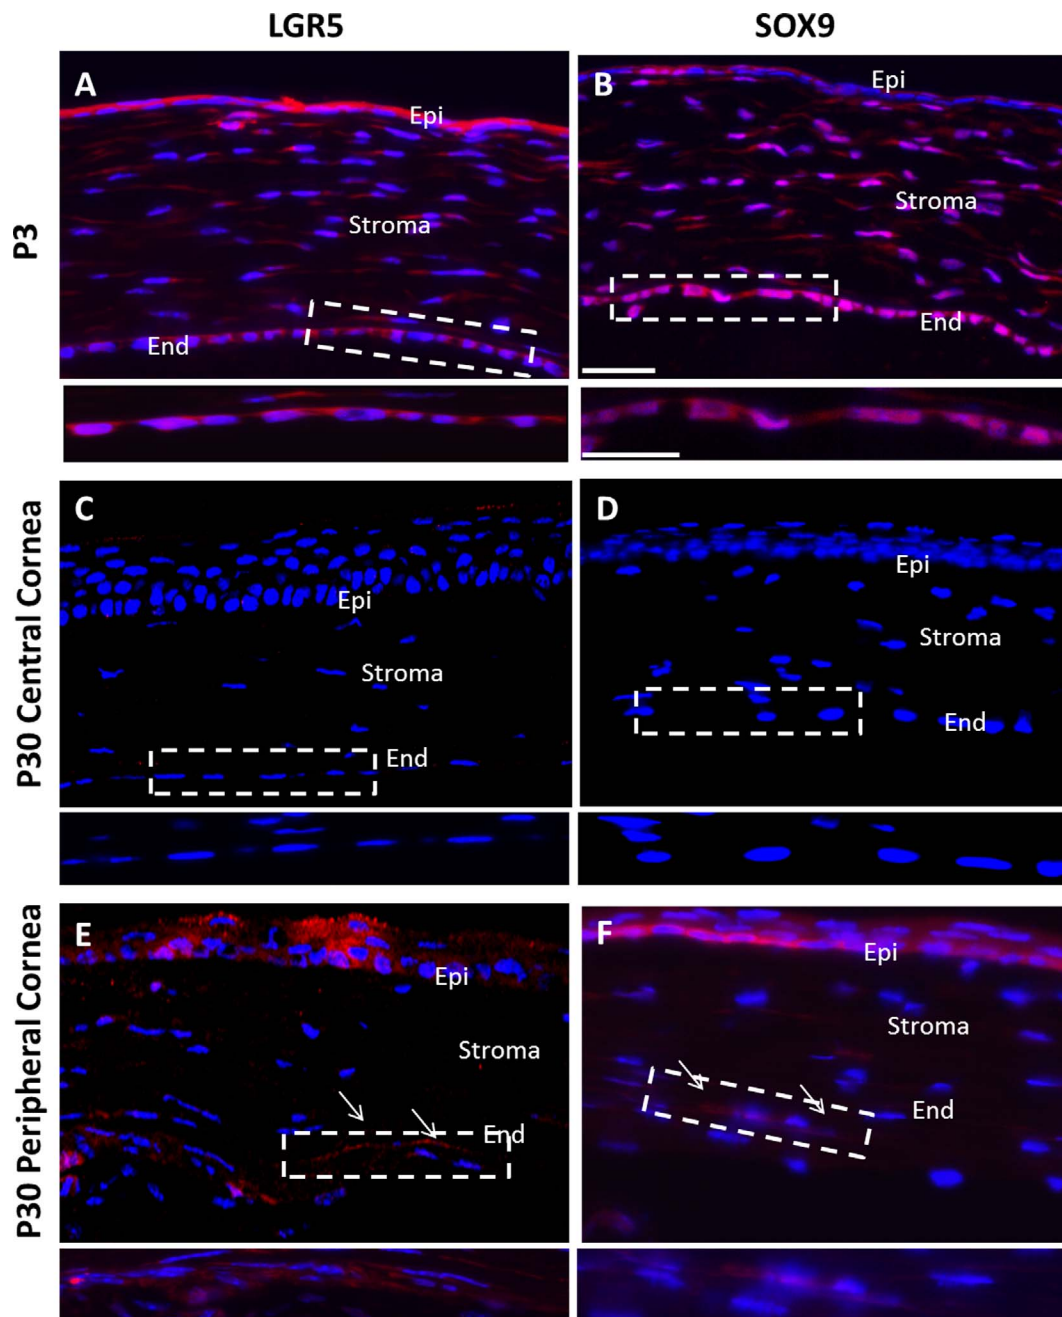 LGR5
SOX9
P3
A
Epi
Stroma
End
B
Epi
Stroma
End
P30 Central Cornea
C
Epi
Stroma
End
D
Epi
Stroma
End
P30 Peripheral Cornea
E
Epi
Stroma
End
F
Epi
Stroma
End